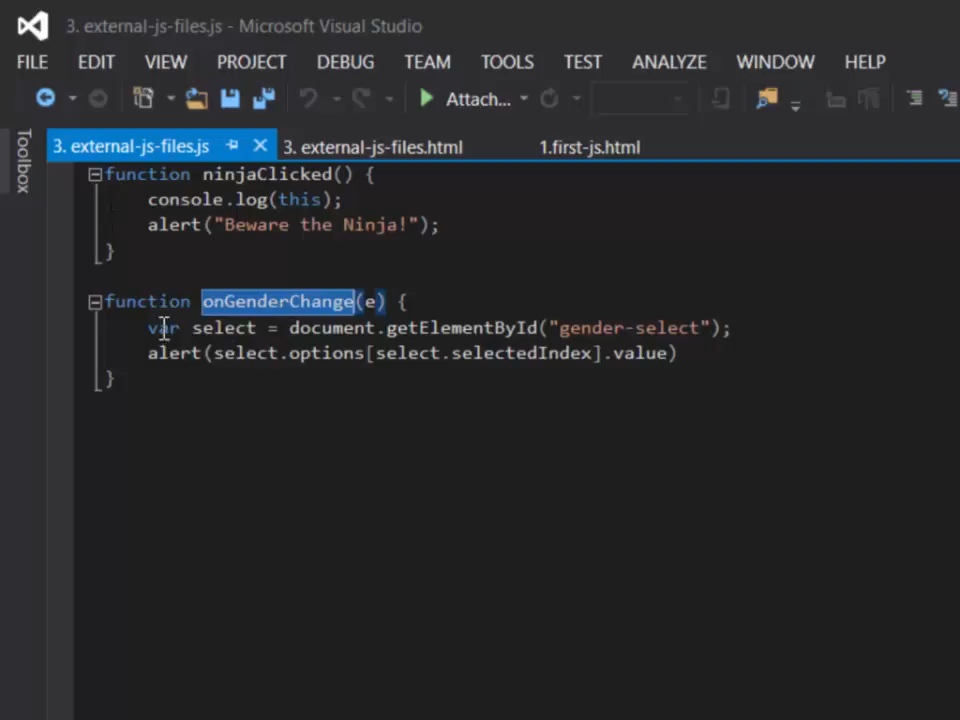 3. external-js-files.js - Microsoft Visual Studio
FILE EDIT VIEW PROJECT DEBUG TEAM TOOLS TEST ANALYZE WINDOW HELP
Attach...
Toolbox
3. external-js-files.js 3. external-js-files.html 1.first-js.html
function ninjaClicked() {
console.log(this);
alert("Beware the Ninja!");
}
function onGenderChange(e) {
var select = document.getElementById("gender-select");
alert(select.options[select.selectedIndex].value)
}